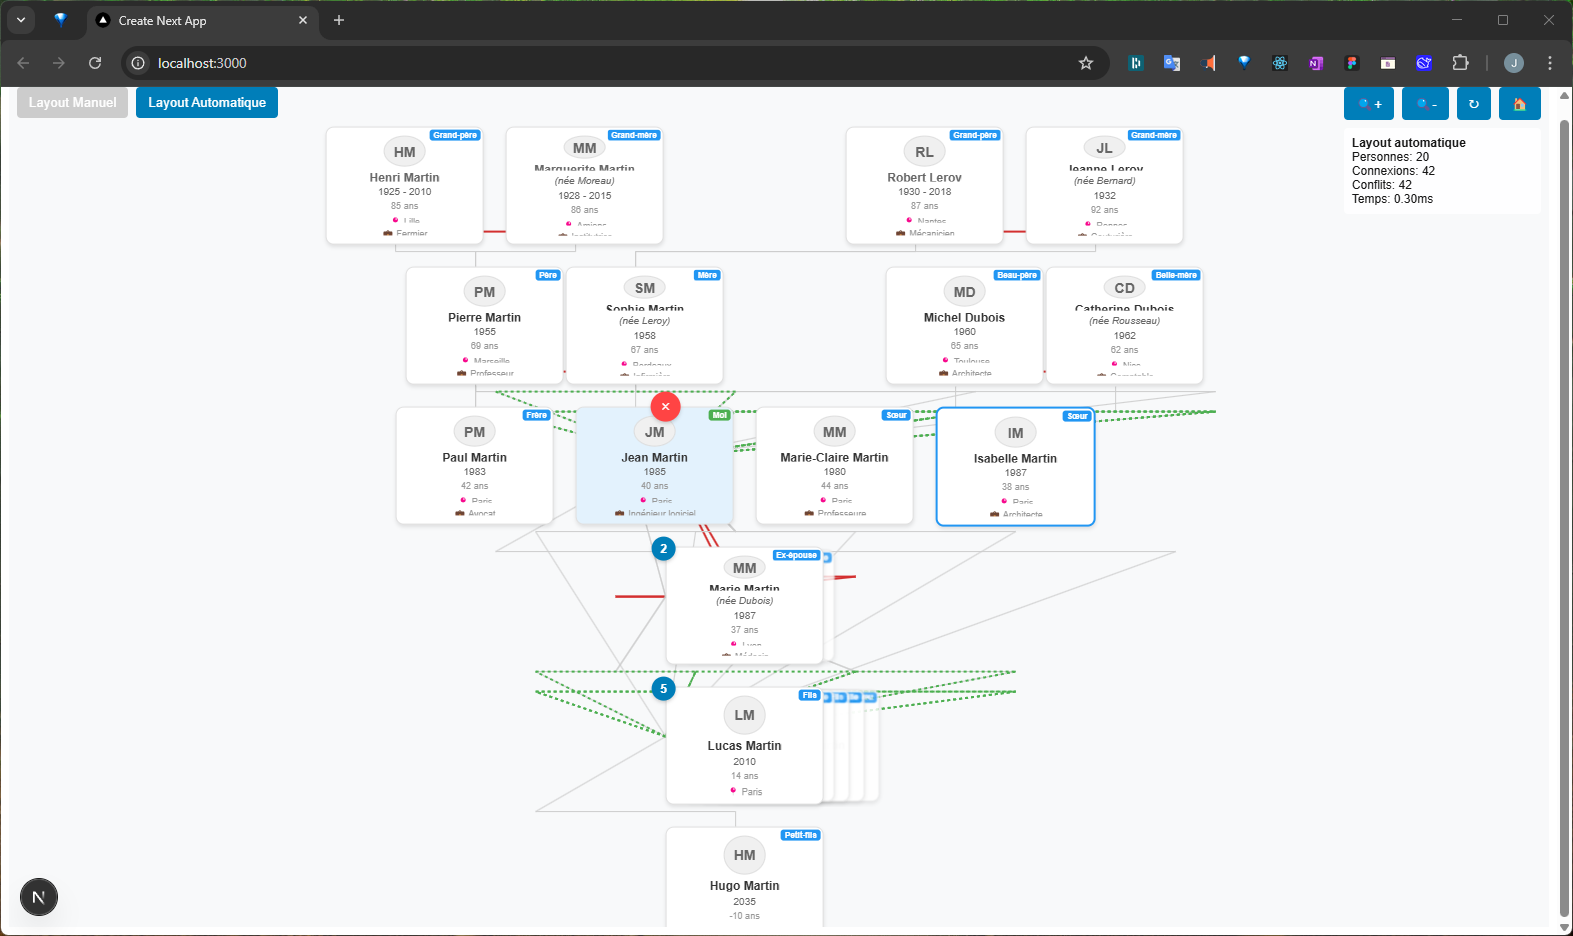 Create Next App
localhost:3000
J
Layout Manuel
Layout Automatique
+
-
Layout automatique
Personnes: 20
Connexions: 42
Conflits: 42
Temps: 0.30ms
Grand-père
HM
Henri Martin
1925 - 2010
85 ans
Lille
Fermier
Grand-mère
MM
Marguerite Martin
(née Moreau)
1928 - 2015
86 ans
Amiens
Institutrice
Grand-père
RL
Robert Leroy
1930 - 2018
87 ans
Nantes
Mécanicien
Grand-mère
JL
Jeanne Leroy
(née Bernard)
1932
92 ans
Rennes
Couturière
Père
PM
Pierre Martin
1955
69 ans
Marseille
Professeur
Mère
SM
Sophie Martin
(née Leroy)
1958
67 ans
Bordeaux
Infirmière
Beau-père
MD
Michel Dubois
1960
65 ans
Toulouse
Architecte
Belle-mère
CD
Catherine Dubois
(née Rousseau)
1962
62 ans
Nice
Comptable
Frère
PM
Paul Martin
1983
42 ans
Paris
Avocat
Moi
JM
Jean Martin
1985
40 ans
Paris
Ingénieur logiciel
Sœur
MM
Marie-Claire Martin
1980
44 ans
Paris
Professeure
Sœur
IM
Isabelle Martin
1987
38 ans
Paris
Architecte
2
Ex-épouse
MM
Marie Martin
(née Dubois)
1987
37 ans
Lyon
Médecin
5
Fils
LM
Lucas Martin
2010
14 ans
Paris
Petit-fils
HM
Hugo Martin
2035
-10 ans
N